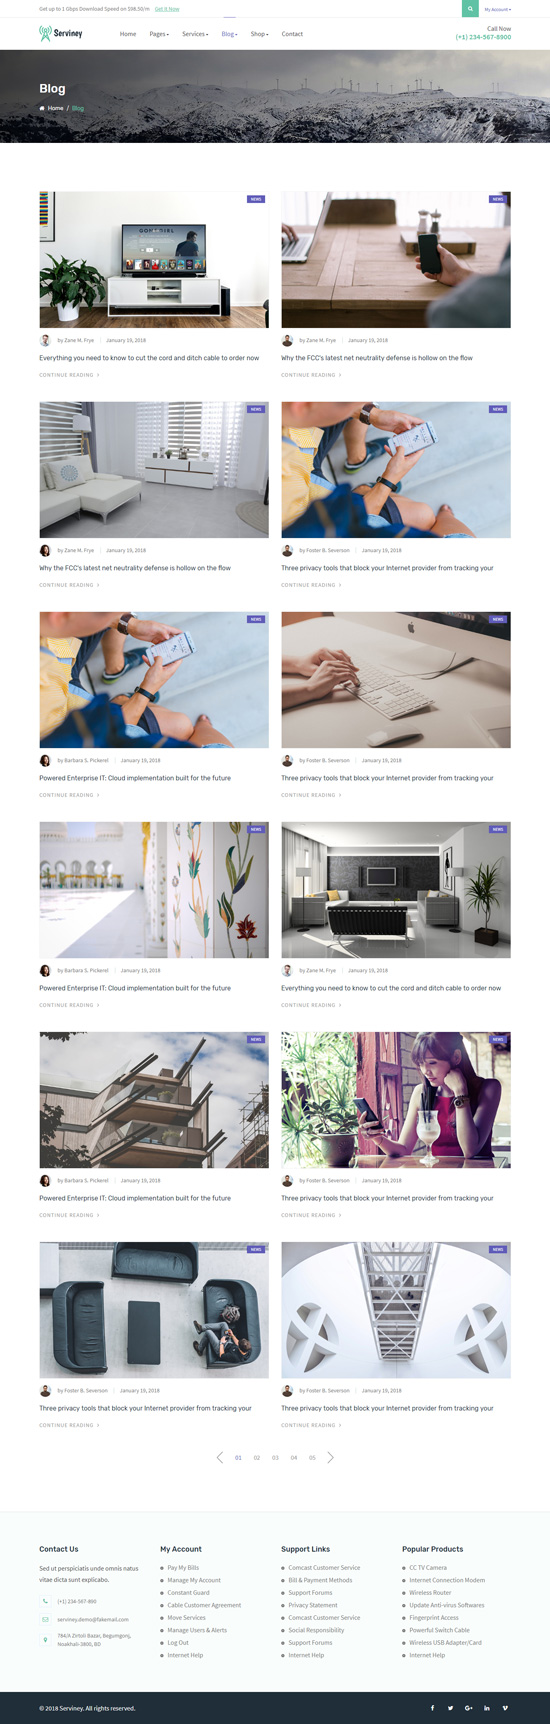 Get up to 1 Gbps Download Speed on $98.50/m Get It Now
My Account
Serviney
Home Pages Services Blog Shop Contact
Call Now
(+1) 234-567-8900
Blog
Home / Blog
NEWS
NEWS
GONE GIRL
by Zane M. Frye January 19, 2018
by Zane M. Frye January 19, 2018
Everything you need to know to cut the cord and ditch cable to order now
Why the FCC's latest net neutrality defense is hollow on the flow
CONTINUE READING
CONTINUE READING
NEWS
NEWS
by Zane M. Frye January 19, 2018
by Foster B. Severson January 19, 2018
Why the FCC's latest net neutrality defense is hollow on the flow
Three privacy tools that block your Internet provider from tracking your
CONTINUE READING
CONTINUE READING
NEWS
NEWS
by Barbara S. Pickerel January 19, 2018
by Foster B. Severson January 19, 2018
Powered Enterprise IT: Cloud implementation built for the future
Three privacy tools that block your Internet provider from tracking your
CONTINUE READING
CONTINUE READING
NEWS
NEWS
by Barbara S. Pickerel January 19, 2018
by Zane M. Frye January 19, 2018
Powered Enterprise IT: Cloud implementation built for the future
Everything you need to know to cut the cord and ditch cable to order now
CONTINUE READING
CONTINUE READING
NEWS
NEWS
by Barbara S. Pickerel January 19, 2018
by Foster B. Severson January 19, 2018
Powered Enterprise IT: Cloud implementation built for the future
Three privacy tools that block your Internet provider from tracking your
CONTINUE READING
CONTINUE READING
NEWS
NEWS
by Foster B. Severson January 19, 2018
by Foster B. Severson January 19, 2018
Three privacy tools that block your Internet provider from tracking your
Three privacy tools that block your Internet provider from tracking your
CONTINUE READING
CONTINUE READING
01 02 03 04 05
Contact Us
Sed ut perspiciatis unde omnis natus
vitae dicta sunt explicabo.
(+1) 234-567-890
serviney.demo@fakemail.com
784/A Zirtoli Bazar, Begumgonj,
Noakhali-3800, BD
My Account
Pay My Bills
Manage My Account
Constant Guard
Cable Customer Agreement
Move Services
Manage Users & Alerts
Log Out
Internet Help
Support Links
Comcast Customer Service
Bill & Payment Methods
Support Forums
Privacy Statement
Comcast Customer Service
Social Responsibility
Support Forums
Internet Help
Popular Products
CC TV Camera
Internet Connection Modem
Wireless Router
Update Anti-virus Softwares
Fingerprint Access
Powerful Switch Cable
Wireless USB Adapter/Card
Internet Help
© 2018 Serviney. All rights reserved.